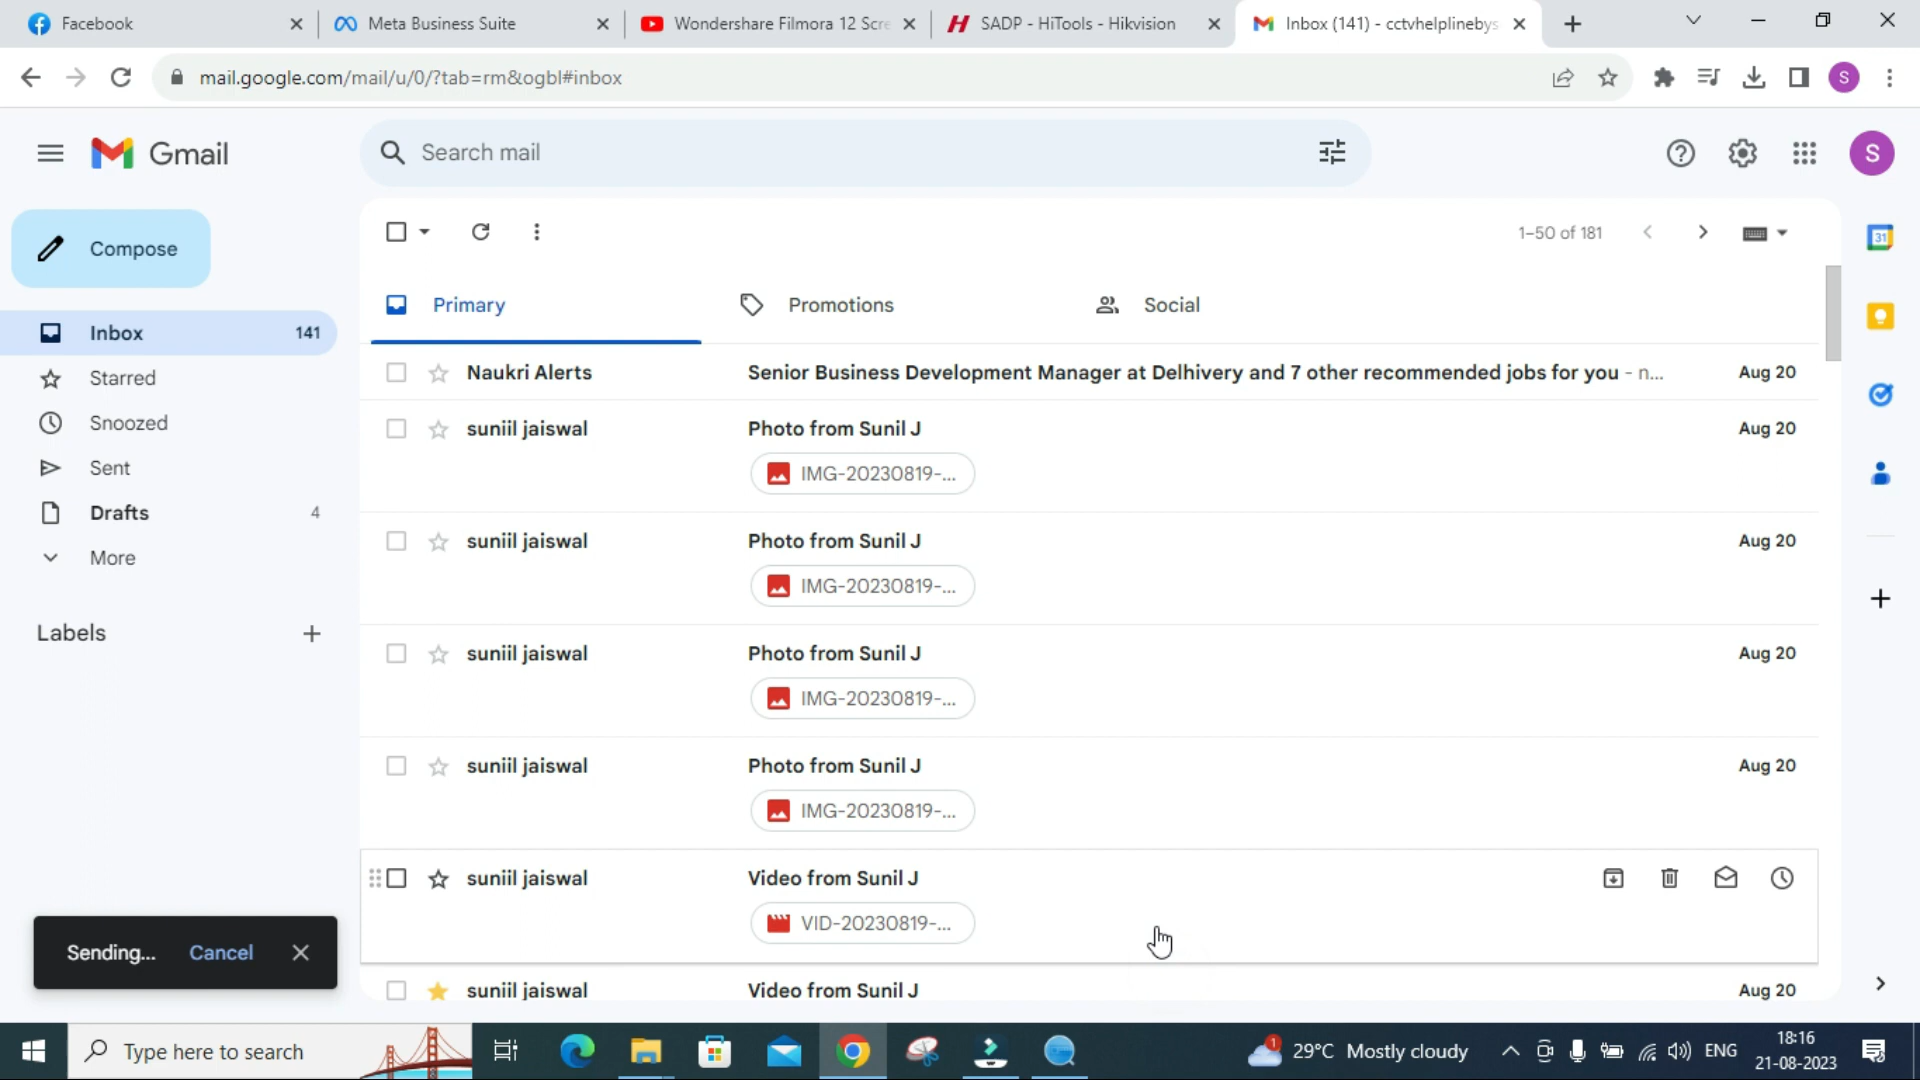 Facebook
Meta Business Suite
Wondershare Filmora 12 Scre
SADP - HiTools - Hikvision
Inbox (141) - cctvhelplinebys
mail.google.com/mail/u/0/?tab=rm&ogbl#inbox
S
Gmail
Search mail
S
Compose
1–50 of 181
31
Primary
Promotions
Social
Inbox 141
Starred
Snoozed
Sent
Drafts 4
More
Labels
Naukri Alerts Senior Business Development Manager at Delhivery and 7 other recommended jobs for you - n... Aug 20
suniil jaiswal Photo from Sunil J Aug 20
IMG-20230819-...
suniil jaiswal Photo from Sunil J Aug 20
IMG-20230819-...
suniil jaiswal Photo from Sunil J Aug 20
IMG-20230819-...
suniil jaiswal Photo from Sunil J Aug 20
IMG-20230819-...
suniil jaiswal Video from Sunil J
VID-20230819-...
suniil jaiswal Video from Sunil J Aug 20
Sending... Cancel
Type here to search
1
29°C Mostly cloudy
ENG
18:16
21-08-2023